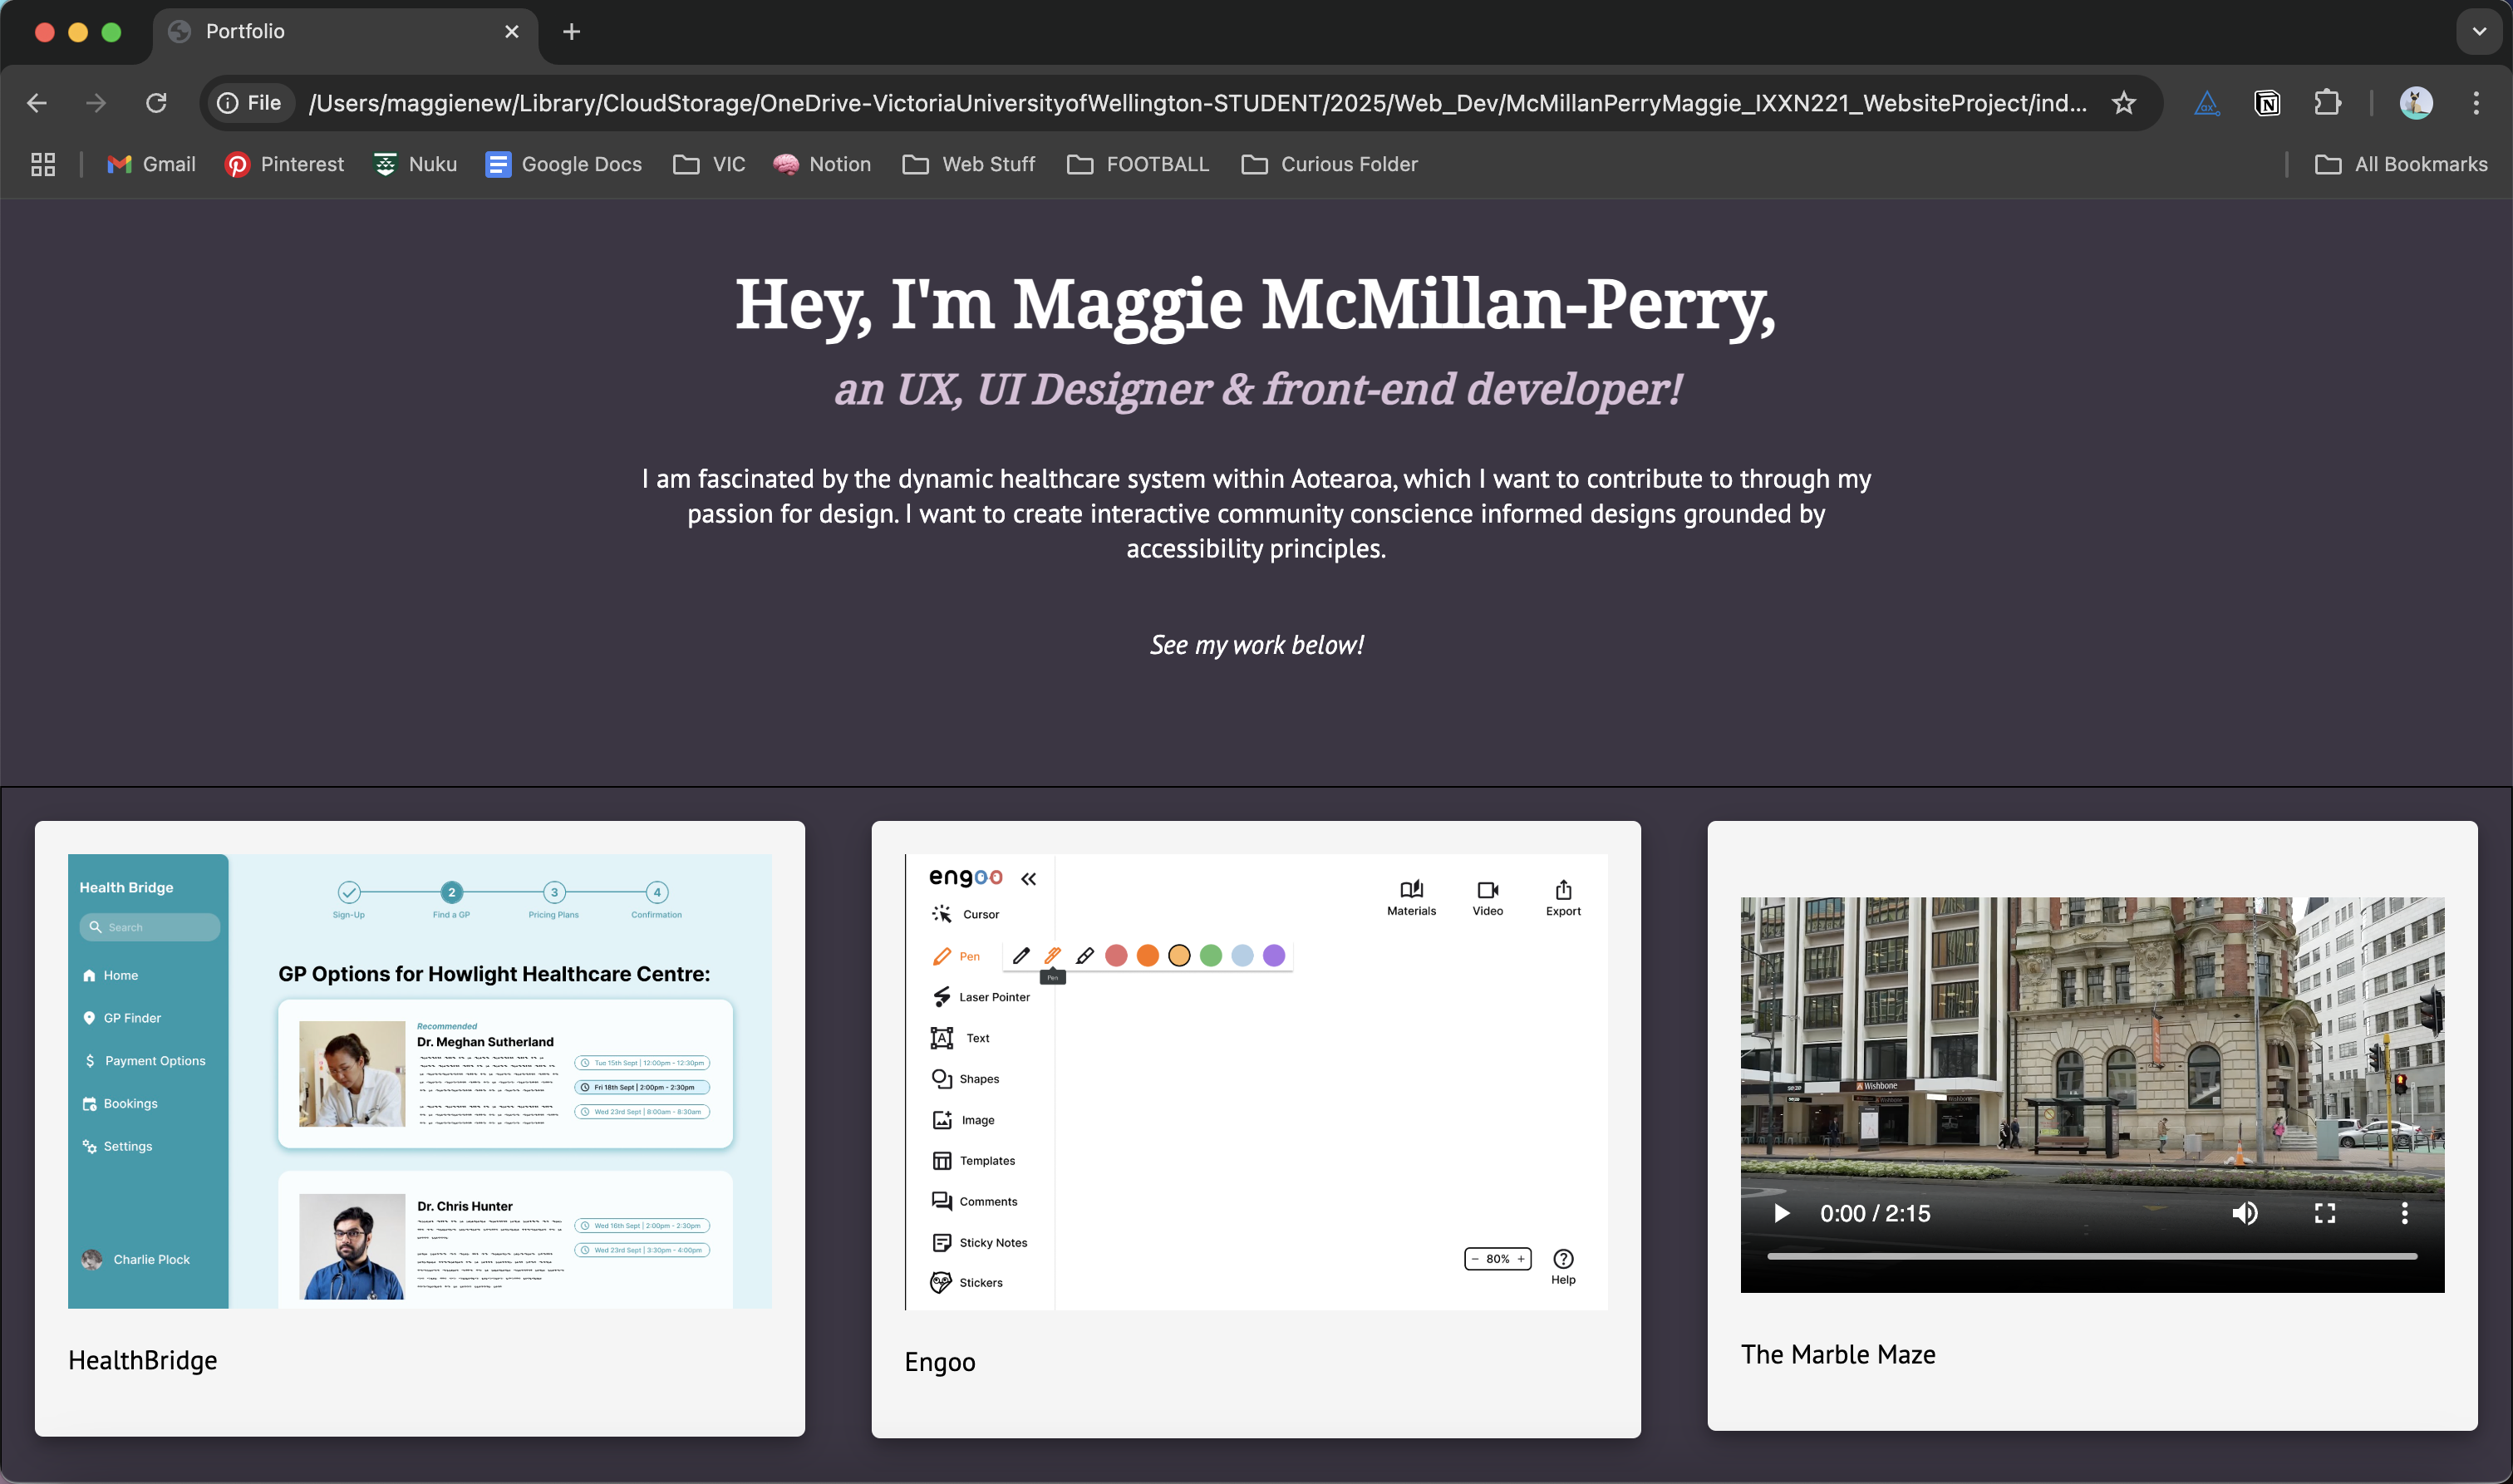 Portfolio
File
/Users/maggienew/Library/CloudStorage/OneDrive-VictoriaUniversityofWellington-STUDENT/2025/Web_Dev/McMillanPerryMaggie_IXXN221_WebsiteProject/ind...
Gmail
Pinterest
Nuku
Google Docs
VIC
Notion
Web Stuff
FOOTBALL
Curious Folder
All Bookmarks
Hey, I'm Maggie McMillan-Perry,
an UX, UI Designer & front-end developer!
I am fascinated by the dynamic healthcare system within Aotearoa, which I want to contribute to through my
passion for design. I want to create interactive community conscience informed designs grounded by
accessibility principles.
See my work below!
Health Bridge
Search
Home
GP Finder
$ Payment Options
Bookings
Settings
Charlie Plock
2
3
4
Sign-Up
Find a GP
Pricing Plans
Confirmation
GP Options for Howlight Healthcare Centre:
Recommended
Dr. Meghan Sutherland
Tue 15th Sept | 12:00pm - 12:30pm
Fri 18th Sept | 2:00pm - 2:30pm
Wed 23rd Sept | 8:00am - 8:30am
Dr. Chris Hunter
Wed 16th Sept | 2:00pm - 2:30pm
Wed 23rd Sept | 3:30pm - 4:00pm
HealthBridge
engoo
Cursor
Pen
Pen
Laser Pointer
Text
Shapes
Image
Templates
Comments
Sticky Notes
Stickers
Materials
Video
Export
− 80% +
Help
Engoo
Wishbone
0:00 / 2:15
The Marble Maze